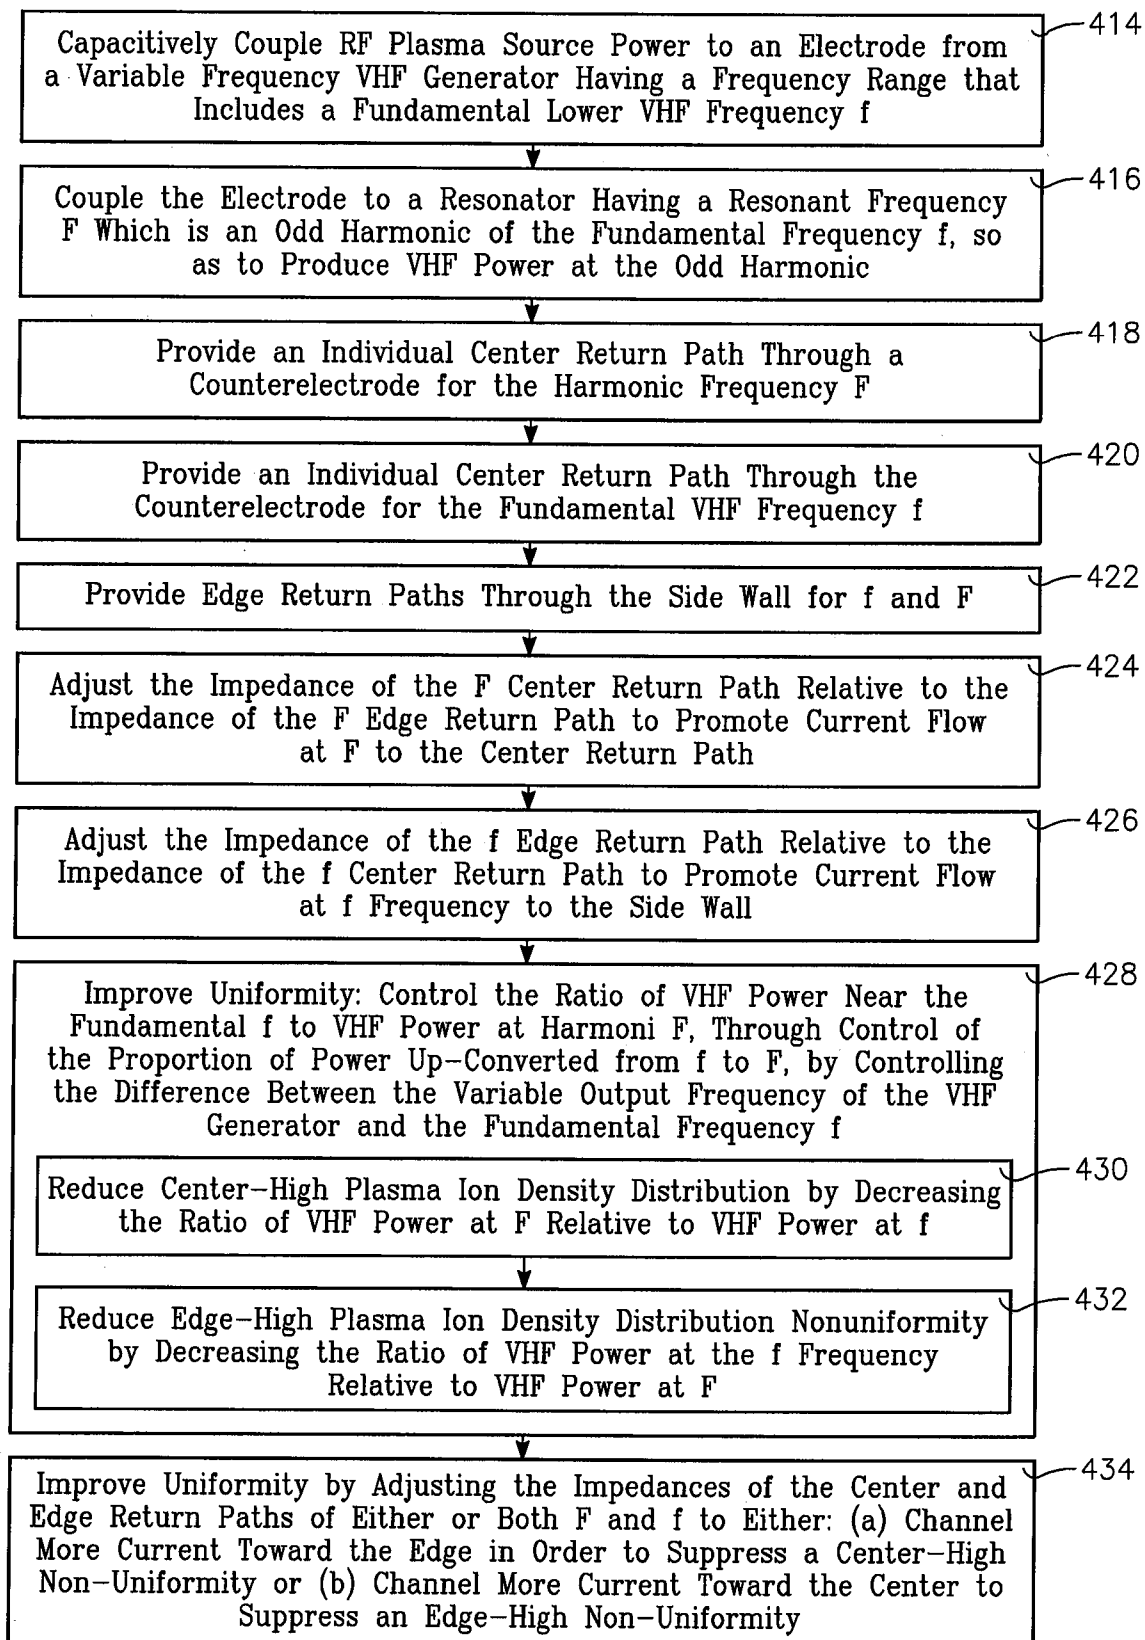 Capacitively Couple RF Plasma Source Power to an Electrode from
a Variable Frequency VHF Generator Having a Frequency Range that
Includes a Fundamental Lower VHF Frequency f
414
Couple the Electrode to a Resonator Having a Resonant Frequency
F Which is an Odd Harmonic of the Fundamental Frequency f, so
as to Produce VHF Power at the Odd Harmonic
416
Provide an Individual Center Return Path Through a
Counterelectrode for the Harmonic Frequency F
418
Provide an Individual Center Return Path Through the
Counterelectrode for the Fundamental VHF Frequency f
420
Provide Edge Return Paths Through the Side Wall for f and F
422
Adjust the Impedance of the F Center Return Path Relative to the
Impedance of the F Edge Return Path to Promote Current Flow
at F to the Center Return Path
424
Adjust the Impedance of the f Edge Return Path Relative to the
Impedance of the f Center Return Path to Promote Current Flow
at f Frequency to the Side Wall
426
Improve Uniformity: Control the Ratio of VHF Power Near the
Fundamental f to VHF Power at Harmoni F, Through Control of
the Proportion of Power Up-Converted from f to F, by Controlling
the Difference Between the Variable Output Frequency of the VHF
Generator and the Fundamental Frequency f
428
Reduce Center-High Plasma Ion Density Distribution by Decreasing
the Ratio of VHF Power at F Relative to VHF Power at f
430
Reduce Edge-High Plasma Ion Density Distribution Nonuniformity
by Decreasing the Ratio of VHF Power at the f Frequency
Relative to VHF Power at F
432
Improve Uniformity by Adjusting the Impedances of the Center and
Edge Return Paths of Either or Both F and f to Either: (a) Channel
More Current Toward the Edge in Order to Suppress a Center-High
Non-Uniformity or (b) Channel More Current Toward the Center to
Suppress an Edge-High Non-Uniformity
434